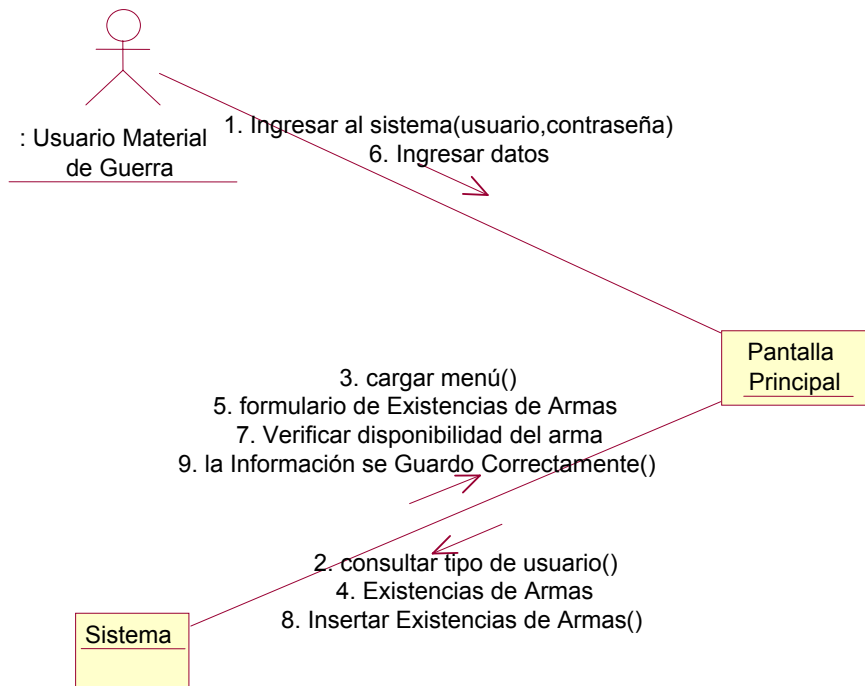 : Usuario Material
de Guerra
1. Ingresar al sistema(usuario,contraseña)
6. Ingresar datos
Pantalla
Principal
3. cargar menú()
5. formulario de Existencias de Armas
7. Verificar disponibilidad del arma
9. la Información se Guardo Correctamente()
2. consultar tipo de usuario()
4. Existencias de Armas
8. Insertar Existencias de Armas()
Sistema